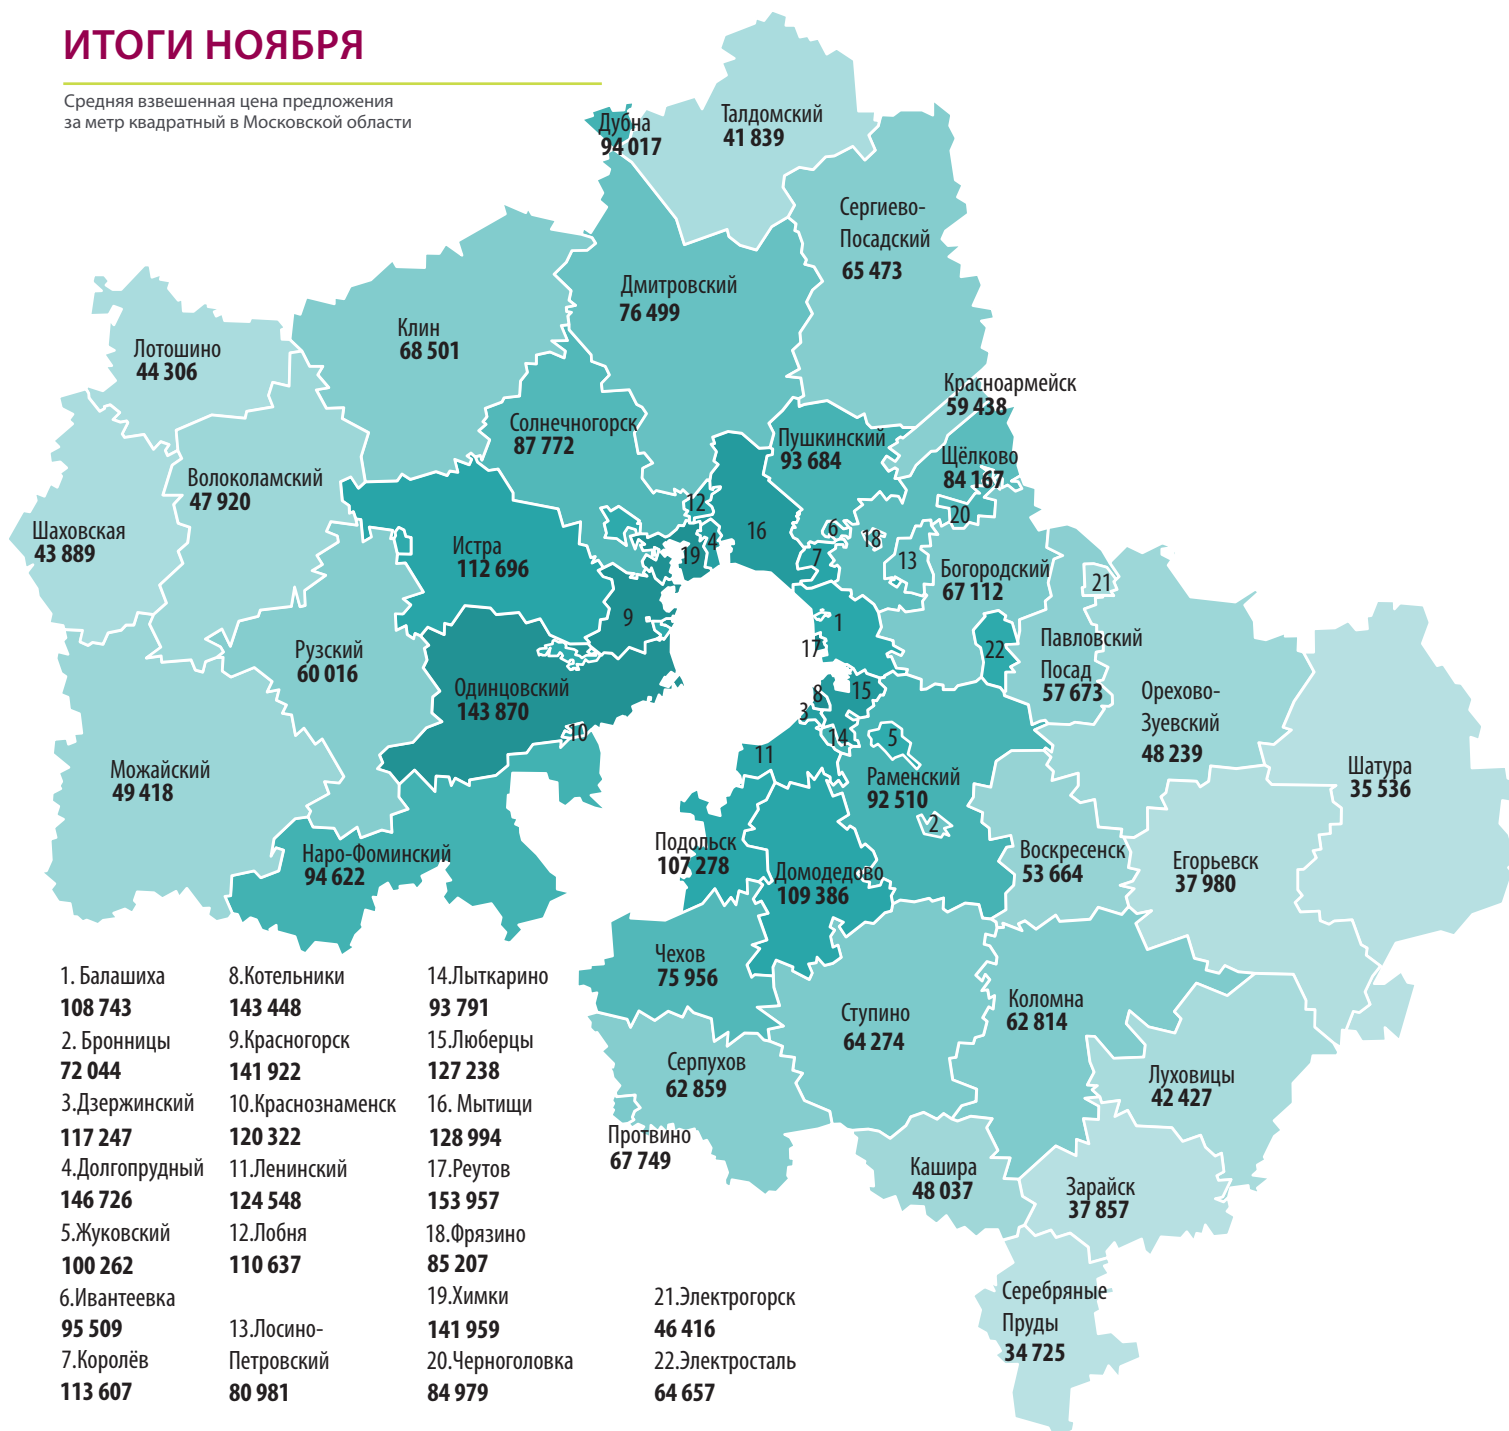 ИТОГИ НОЯБРЯ
Средняя взвешенная цена предложения
за метр квадратный в Московской области
Дубна
94 017
Талдомский
41 839
Сергиево-
Посадский
65 473
Дмитровский
76 499
Клин
68 501
Лотошино
44 306
Красноармейск
59 438
Солнечногорск
87 772
Пушкинский
93 684
Щёлково
84 167
Волоколамский
47 920
Шаховская
43 889
Истра
112 696
12
16
19
4
6
7
18
13
20
Богородский
67 112
21
9
1
17
22
Павловский
Посад
57 673
Рузский
60 016
Одинцовский
143 870
10
8
15
3
14
5
11
Орехово-
Зуевский
48 239
Шатура
35 536
Можайский
49 418
Раменский
92 510
2
Наро-Фоминский
94 622
Подольск
107 278
Домодедово
109 386
Воскресенск
53 664
Егорьевск
37 980
Чехов
75 956
Ступино
64 274
Коломна
62 814
Серпухов
62 859
Луховицы
42 427
Протвино
67 749
Кашира
48 037
Зарайск
37 857
Серебряные
Пруды
34 725
1. Балашиха
108 743
2. Бронницы
72 044
3.Дзержинский
117 247
4.Долгопрудный
146 726
5.Жуковский
100 262
6.Ивантеевка
95 509
7.Королёв
113 607
8.Котельники
143 448
9.Красногорск
141 922
10.Краснознаменск
120 322
11.Ленинский
124 548
12.Лобня
110 637
13.Лосино-
Петровский
80 981
14.Лыткарино
93 791
15.Люберцы
127 238
16. Мытищи
128 994
17.Реутов
153 957
18.Фрязино
85 207
19.Химки
141 959
20.Черноголовка
84 979
21.Электрогорск
46 416
22.Электросталь
64 657